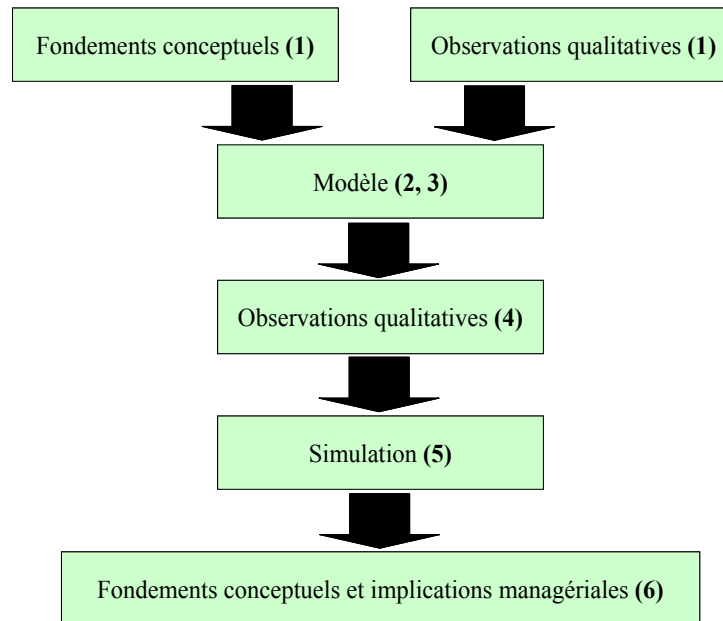 Fondements conceptuels (1)
Observations qualitatives (1)
Modèle (2, 3)
Observations qualitatives (4)
Simulation (5)
Fondements conceptuels et implications managériales (6)